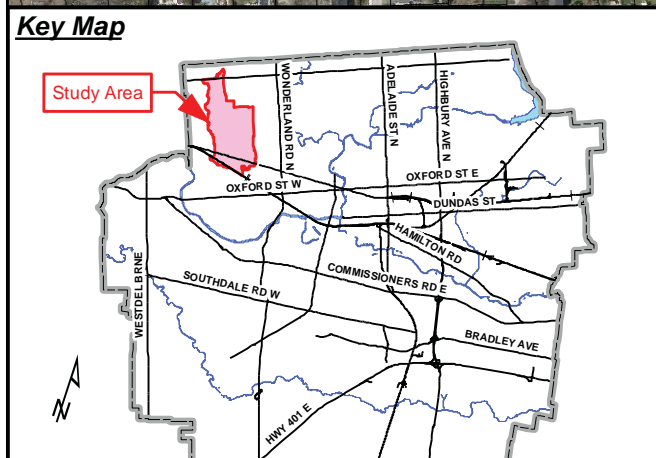 Key Map
Study Area
WONDERLAND RD N
ADELAIDE ST N
HIGHBURY AVE N
OXFORD ST W
OXFORD ST E
DUNDAS ST
HAMILTON RD
WESTDEL BRNE
COMMISSIONERS RD E
SOUTHDALE RD W
BRADLEY AVE
HWY 401 E
N